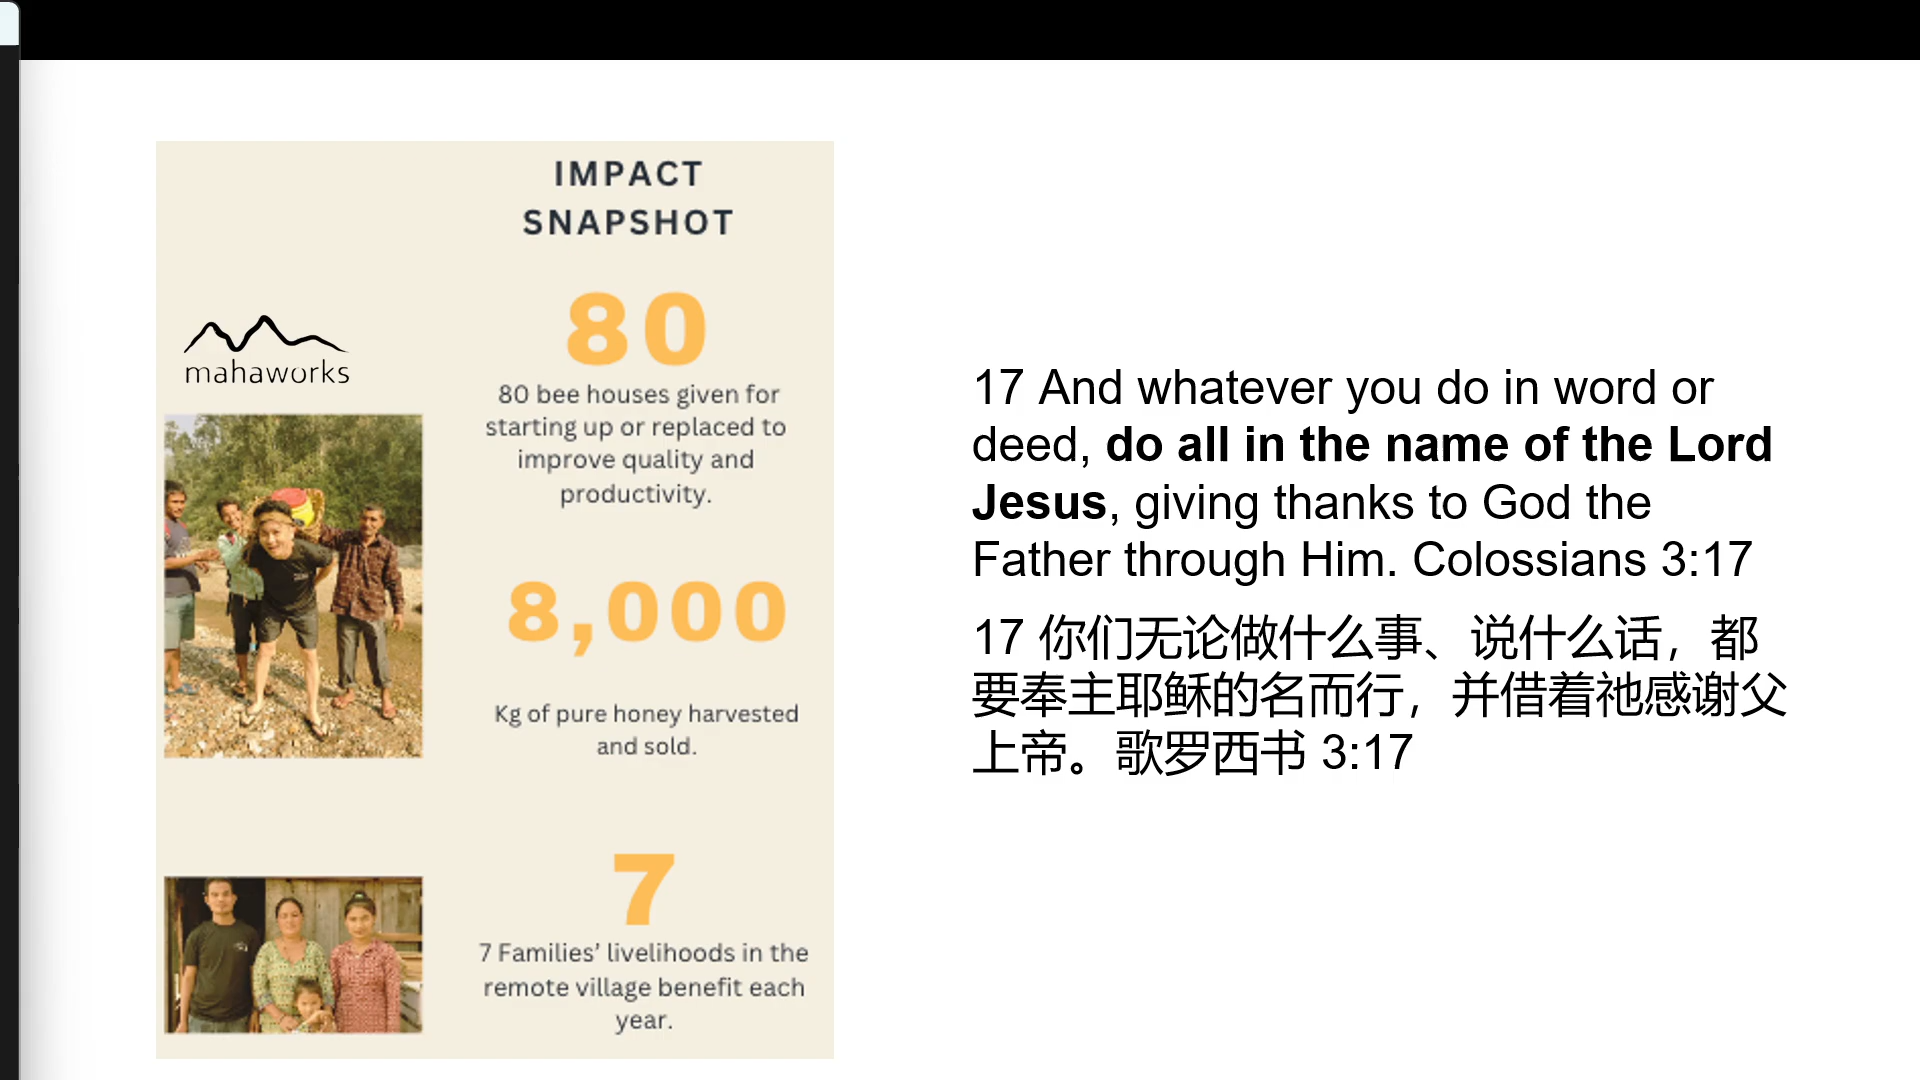 IMPACT
SNAPSHOT
mahaworks
80
80 bee houses given for
starting up or replaced to
improve quality and
productivity.
8,000
Kg of pure honey harvested
and sold.
7
7 Families’ livelihoods in the
remote village benefit each
year.
17 And whatever you do in word or
deed, do all in the name of the Lord
Jesus, giving thanks to God the
Father through Him. Colossians 3:17
17 你们无论做什么事、说什么话，都
要奉主耶稣的名而行，并借着祂感谢父
上帝。歌罗西书 3:17